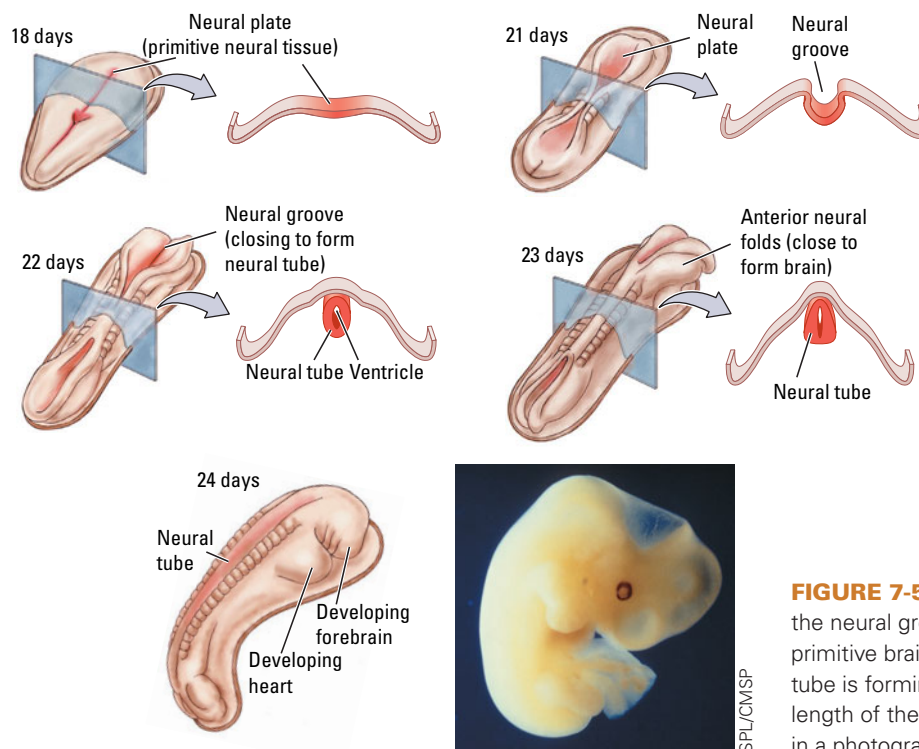 18 days
Neural plate
(primitive neural tissue)
21 days
Neural
plate
Neural
groove
22 days
Neural groove
(closing to form
neural tube)
Neural tube Ventricle
23 days
Anterior neural
folds (close to
form brain)
Neural tube
24 days
Neural
tube
Developing
forebrain
Developing
heart
SPL/CMSP
FIGURE 7-5
the neural gr
primitive brai
tube is formi
length of the
in a photogra